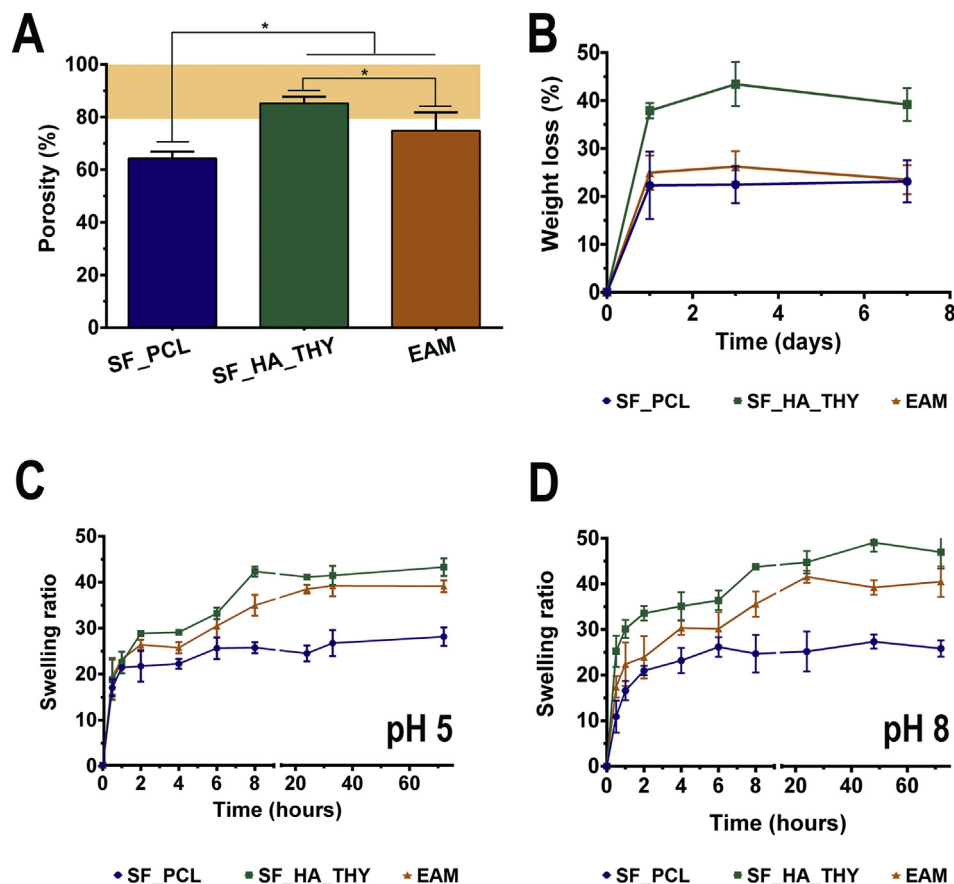 A
*
*
100
80
60
40
20
0
Porosity (%)
SF_PCL
SF_HA_THY
EAM
B
50
40
30
20
10
0
Weight loss (%)
0 2 4 6 8
Time (days)
SF_PCL SF_HA_THY EAM
C
50
40
30
20
10
0
Swelling ratio
pH 5
0 2 4 6 8 20 40 60
Time (hours)
SF_PCL SF_HA_THY EAM
D
50
40
30
20
10
0
Swelling ratio
pH 8
0 2 4 6 8 20 40 60
Time (hours)
SF_PCL SF_HA_THY EAM